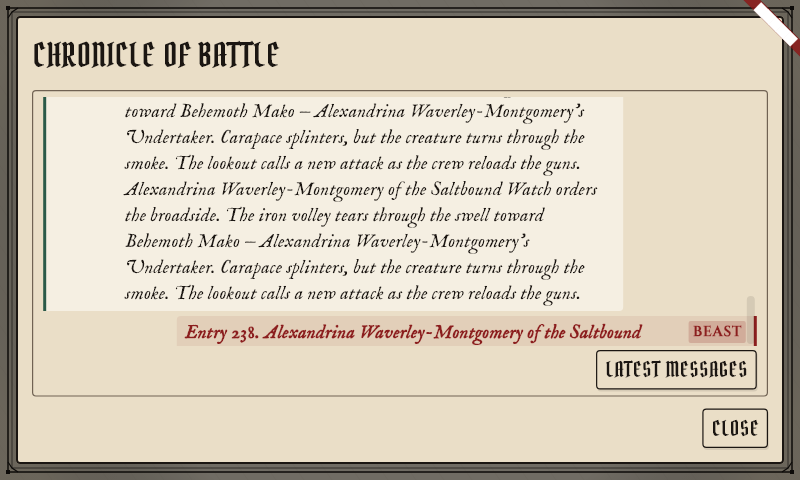 CHRONICLE OF BATTLE
toward Behemoth Mako — Alexandrina Waverley-Montgomery's
Undertaker. Carapace splinters, but the creature turns through the
smoke. The lookout calls a new attack as the crew reloads the guns.
Alexandrina Waverley-Montgomery of the Saltbound Watch orders
the broadside. The iron volley tears through the swell toward
Behemoth Mako — Alexandrina Waverley-Montgomery's
Undertaker. Carapace splinters, but the creature turns through the
smoke. The lookout calls a new attack as the crew reloads the guns.
Entry 238. Alexandrina Waverley-Montgomery of the Saltbound BEAST
LATEST MESSAGES
CLOSE